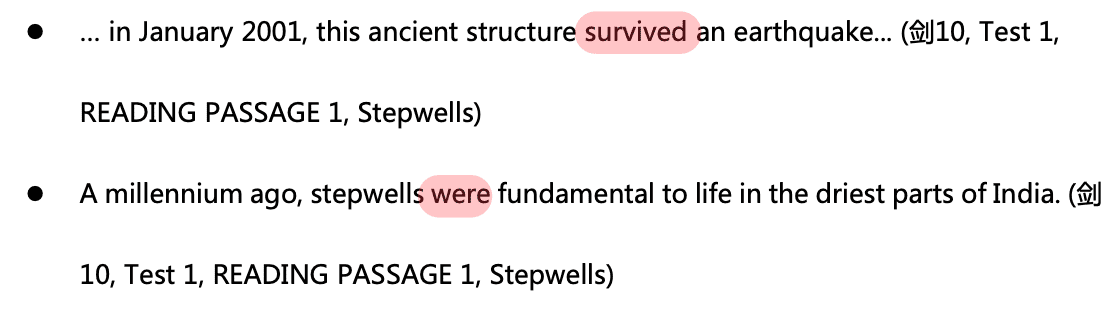 ● ... in January 2001, this ancient structure survived an earthquake... (剑10, Test 1,
READING PASSAGE 1, Stepwells)
● A millennium ago, stepwells were fundamental to life in the driest parts of India. (剑
10, Test 1, READING PASSAGE 1, Stepwells)